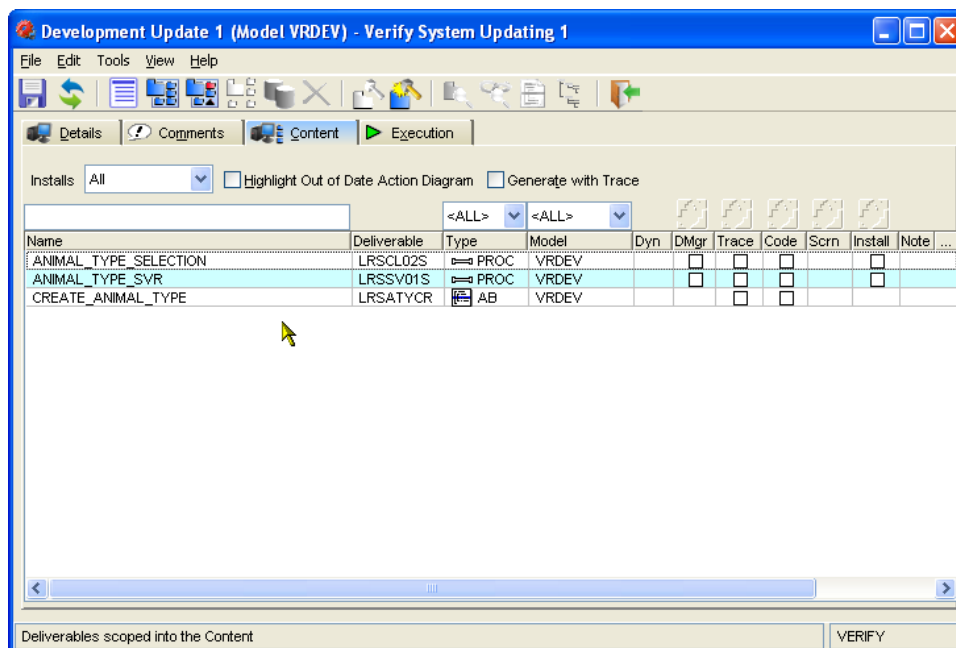 Development Update 1 (Model VRDEV) - Verify System Updating 1
File Edit Tools View Help
Details Comments Content Execution
Installs All Highlight Out of Date Action Diagram Generate with Trace
<ALL> <ALL>
Name Deliverable Type Model Dyn DMgr Trace Code Scrn Install Note ...
ANIMAL_TYPE_SELECTION LRSCL02S PROC VRDEV
ANIMAL_TYPE_SVR LRSSV01S PROC VRDEV
CREATE_ANIMAL_TYPE LRSATYCR AB VRDEV
Deliverables scoped into the Content VERIFY